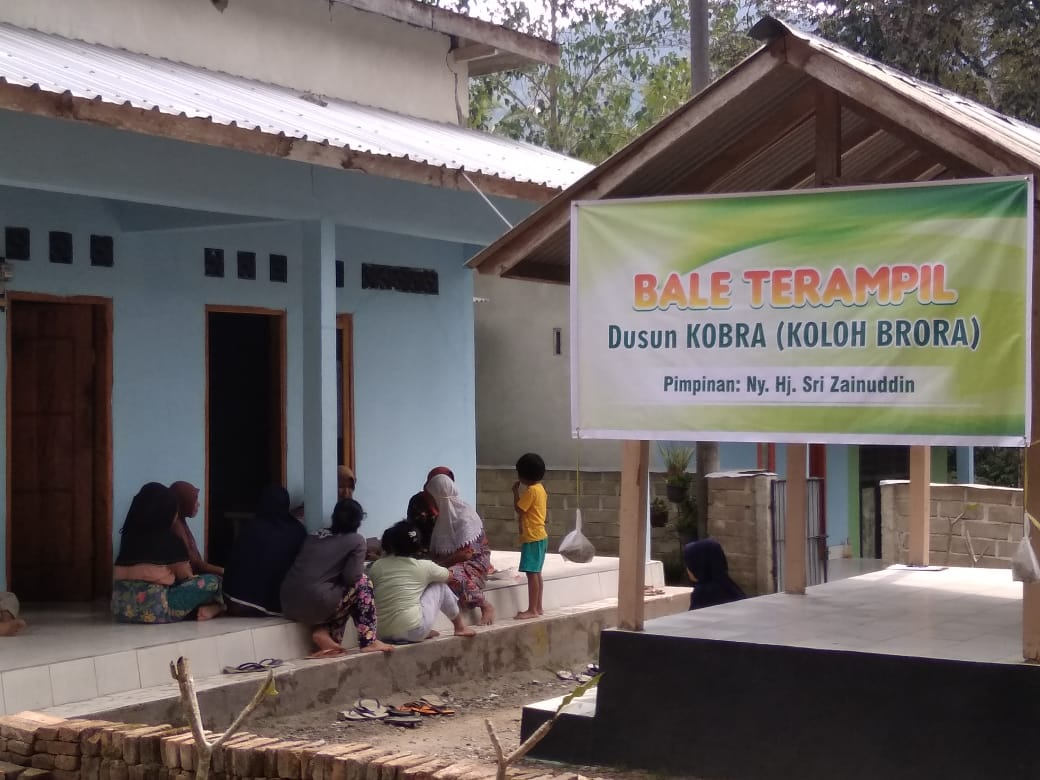 BALE TERAMPIL
Dusun KOBRA (KOLOH BRORA)
Pimpinan: Ny. Hj. Sri Zainuddin